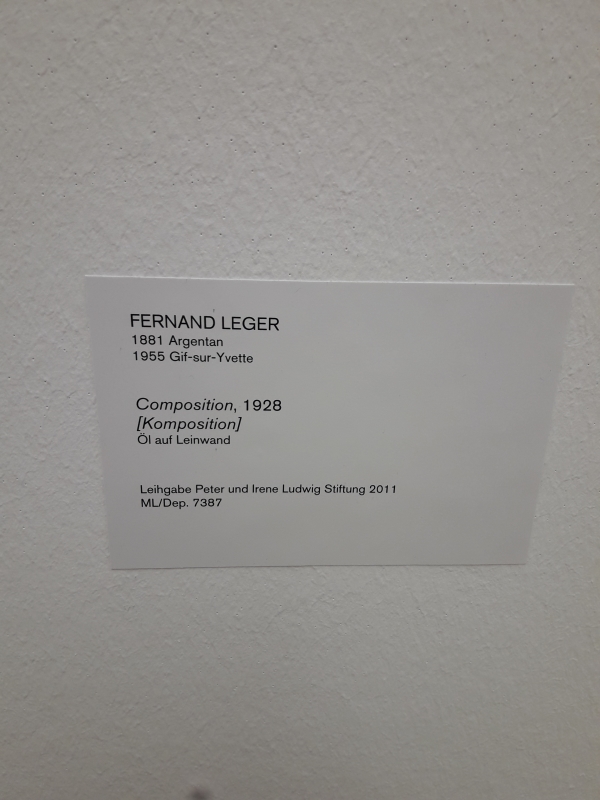 FERNAND LEGER
1881 Argentan
1955 Gif-sur-Yvette
Composition, 1928
[Komposition]
Öl auf Leinwand
Leihgabe Peter und Irene Ludwig Stiftung 2011
ML/Dep. 7387